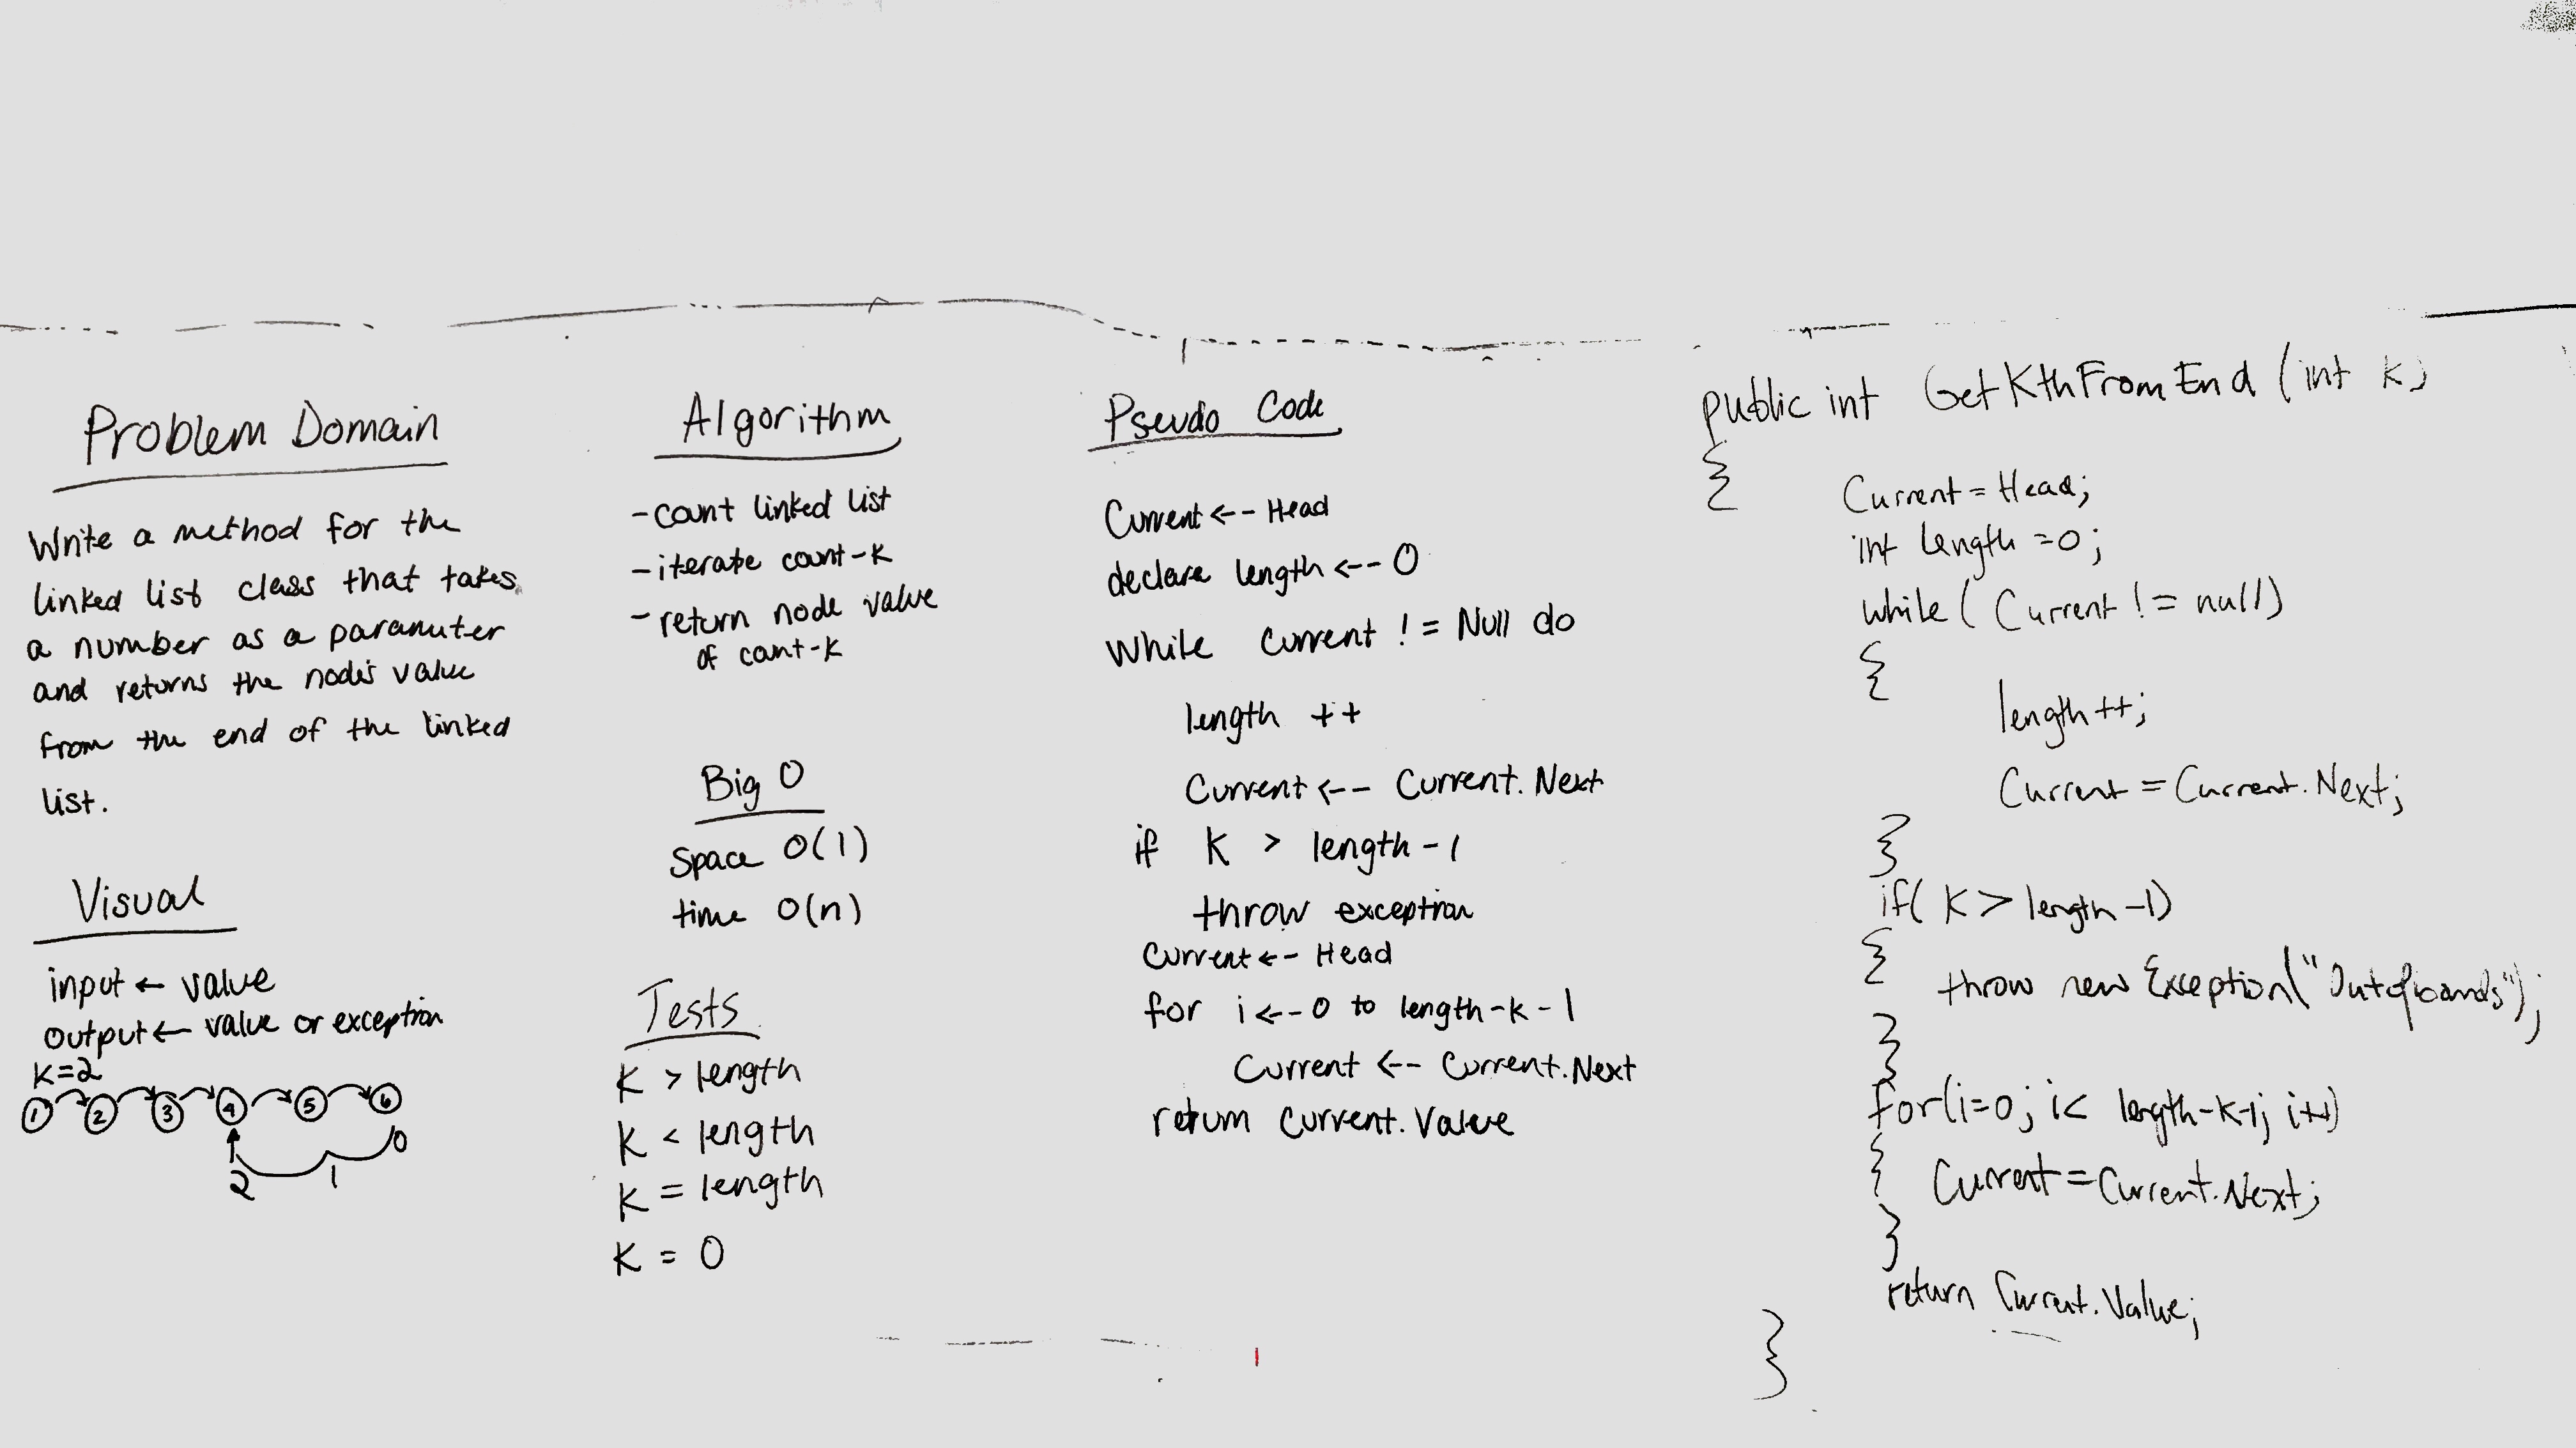 Problem Domain
Write a method for the
linked list class that takes
a number as a paramuter
and returns the node's value
from the end of the linked
list.
Visual
input ← value
output ← value or exception
K=2
1 2 3 4 5 6
2 1 0
Algorithm
- count linked list
- iterate count-k
- return node value
of count-k
Big O
Space O(1)
time O(n)
Tests
K > length
K < length
K = length
K = 0
Pseudo Code
Current <-- Head
declare length <-- 0
While Current != Null do
length ++
Current <-- Current.Next
if K > length-1
throw exception
Current <-- Head
for i <-- 0 to length-k-1
Current <-- Current.Next
return Current.Value
public int GetKthFromEnd (int k)
{
Current = Head;
int length = 0;
while ( Current != null)
{
length ++;
Current = Current.Next;
}
if( K > length -1)
{
throw new Exception("Outofbounds");
}
for(i=0; i< length-k-1; i++)
{
Current = Current.Next;
}
return Current.Value;
}